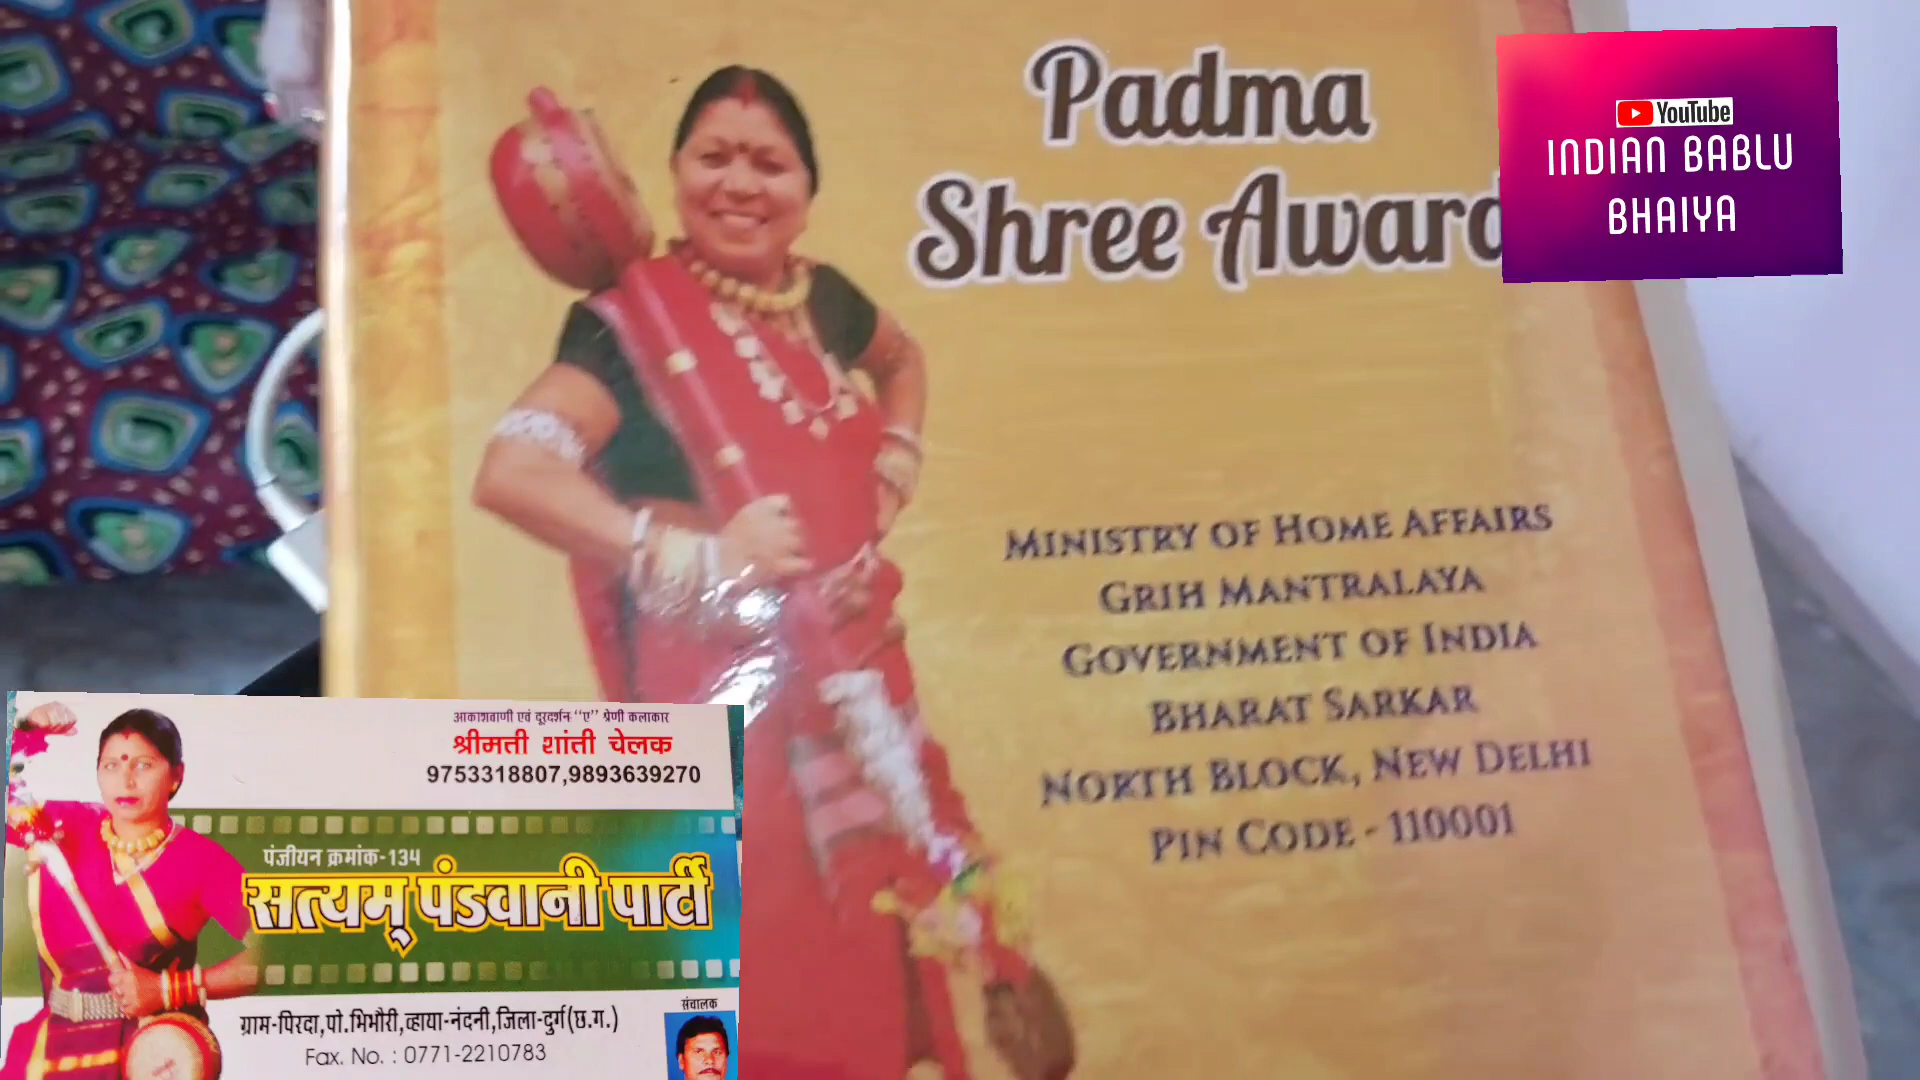 Padma
Shree Award
YouTube
INDIAN BABLU
BHAIYA
MINISTRY OF HOME AFFAIRS
GRIH MANTRALAYA
GOVERNMENT OF INDIA
BHARAT SARKAR
NORTH BLOCK, NEW DELHI
PIN CODE - 110001
आकाशवाणी एवं दूरदर्शन “ए” श्रेणी कलाकार
श्रीमती शांती चेलक
9753318807,9893639270
पंजीयन क्रमांक-134
सत्यम् पंडवानी पार्टी
संचालक
ग्राम-पिरदा,पो.भिभौरी,व्हाया-नंदनी,जिला-दुर्ग(छ.ग.)
Fax. No. : 0771-2210783